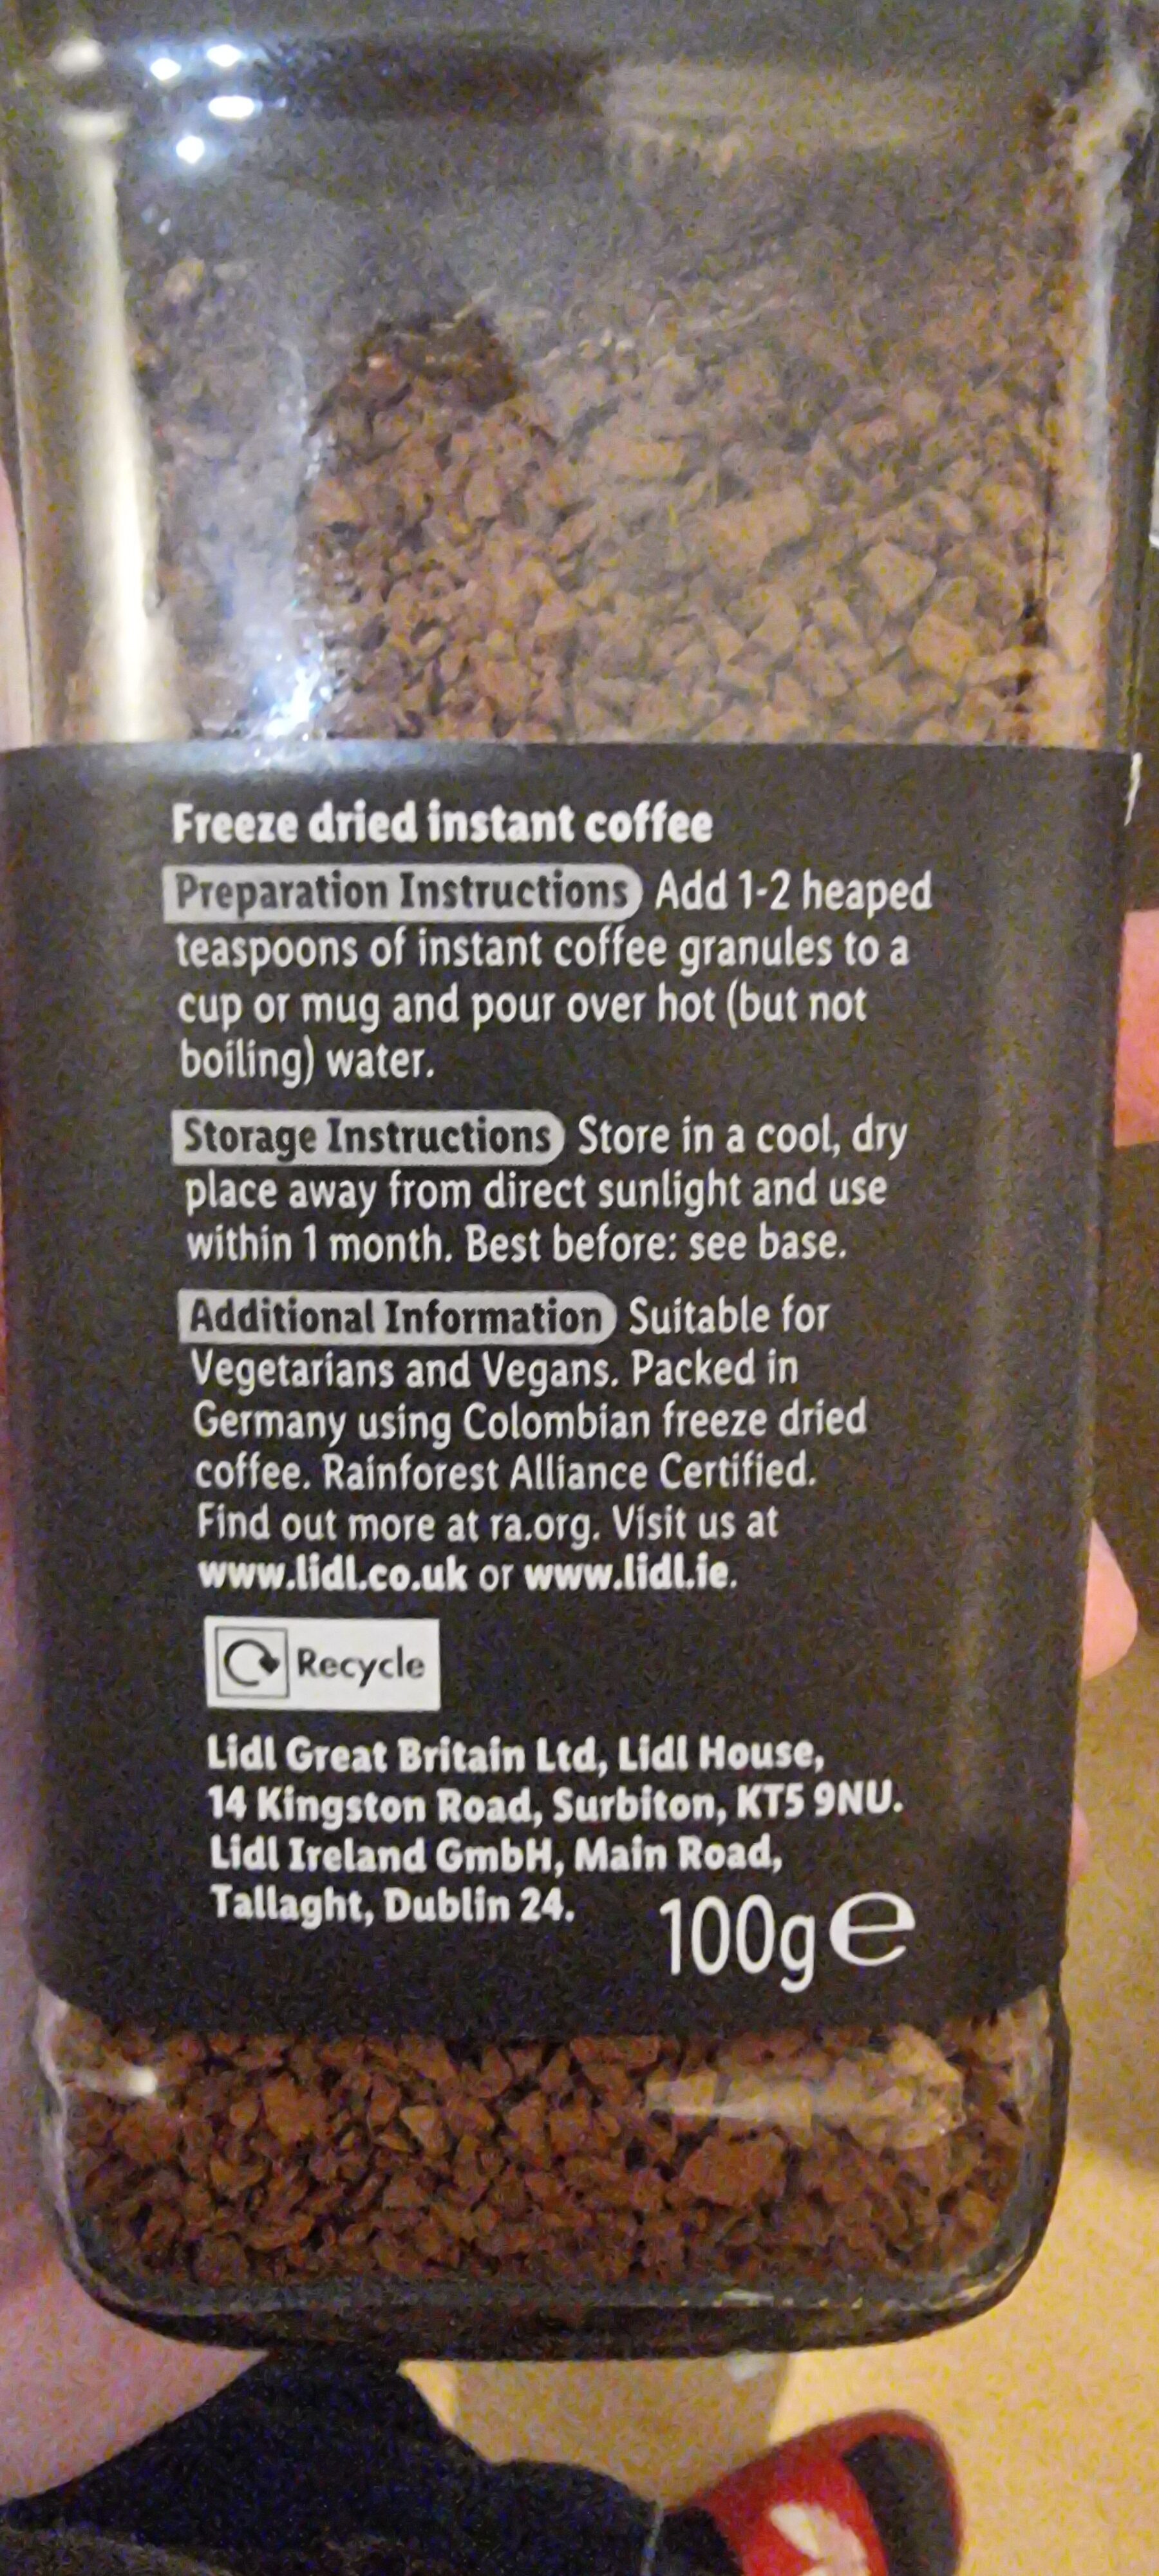 Freeze dried instant coffee
Preparation Instructions Add 1-2 heaped
teaspoons of instant coffee granules to a
cup or mug and pour over hot (but not
boiling) water.
Storage Instructions Store in a cool, dry
place away from direct sunlight and use
within 1 month. Best before: see base.
Additional Information Suitable for
Vegetarians and Vegans. Packed in
Germany using Colombian freeze dried
coffee. Rainforest Alliance Certified.
Find out more at ra.org. Visit us at
www.lidl.co.uk or www.lidl.ie.
Recycle
Lidl Great Britain Ltd, Lidl House,
14 Kingston Road, Surbiton, KT5 9NU.
Lidl Ireland GmbH, Main Road,
Tallaght, Dublin 24.
100g e